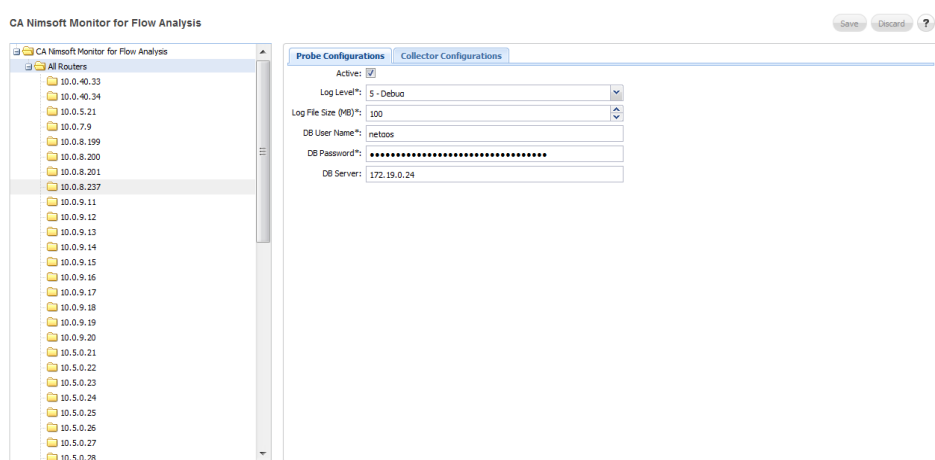 CA Nimsoft Monitor for Flow Analysis
Save Discard ?
CA Nimsoft Monitor for Flow Analysis
All Routers
10.0.40.33
10.0.40.34
10.0.5.21
10.0.7.9
10.0.8.199
10.0.8.200
10.0.8.201
10.0.8.237
10.0.9.11
10.0.9.12
10.0.9.13
10.0.9.14
10.0.9.15
10.0.9.16
10.0.9.17
10.0.9.18
10.0.9.19
10.0.9.20
10.5.0.21
10.5.0.22
10.5.0.23
10.5.0.24
10.5.0.25
10.5.0.26
10.5.0.27
10.5.0.28
Probe Configurations Collector Configurations
Active:
Log Level*: 5 - Debug
Log File Size (MB)*: 100
DB User Name*: netqos
DB Password*: ••••••••••••••••••••••••••••••••••
DB Server: 172.19.0.24